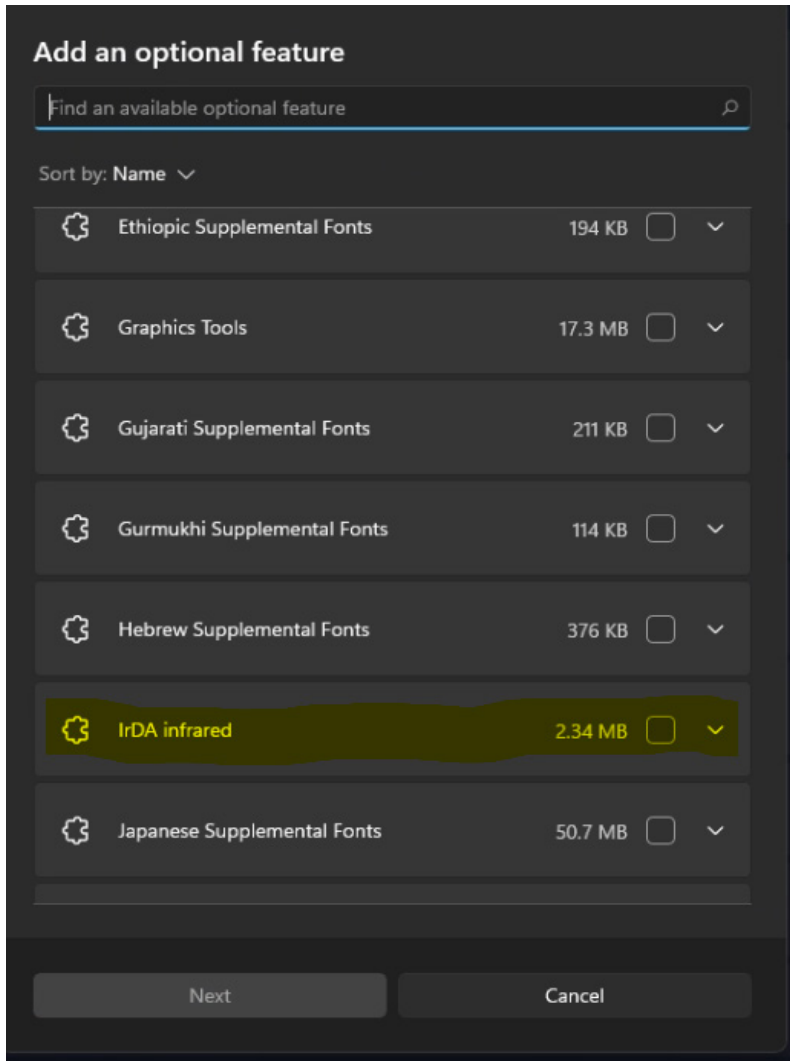 Add an optional feature
Find an available optional feature
Sort by: Name
Ethiopic Supplemental Fonts 194 KB
Graphics Tools 17.3 MB
Gujarati Supplemental Fonts 211 KB
Gurmukhi Supplemental Fonts 114 KB
Hebrew Supplemental Fonts 376 KB
IrDA infrared 2.34 MB
Japanese Supplemental Fonts 50.7 MB
Next Cancel